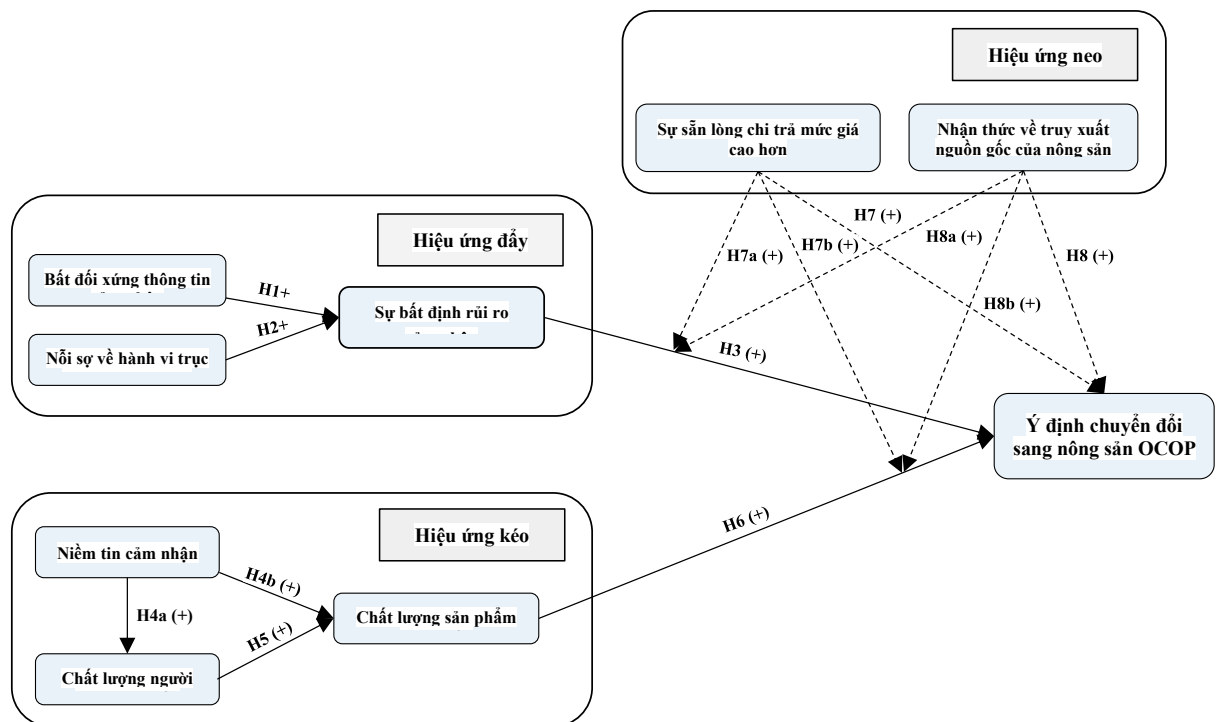 Hiệu ứng neo
Sự sẵn lòng chi trả mức giá
cao hơn
Nhận thức về truy xuất
nguồn gốc của nông sản
H7 (+)
H7a (+)
H7b (+)
H8a (+)
H8 (+)
H8b (+)
Hiệu ứng đẩy
Bất đối xứng thông tin
H1+
Sự bất định rủi ro
H2+
Nỗi sợ về hành vi trục
H3 (+)
Ý định chuyển đổi
sang nông sản OCOP
Hiệu ứng kéo
Niềm tin cảm nhận
H4b (+)
H4a (+)
Chất lượng sản phẩm
H5 (+)
Chất lượng người
H6 (+)